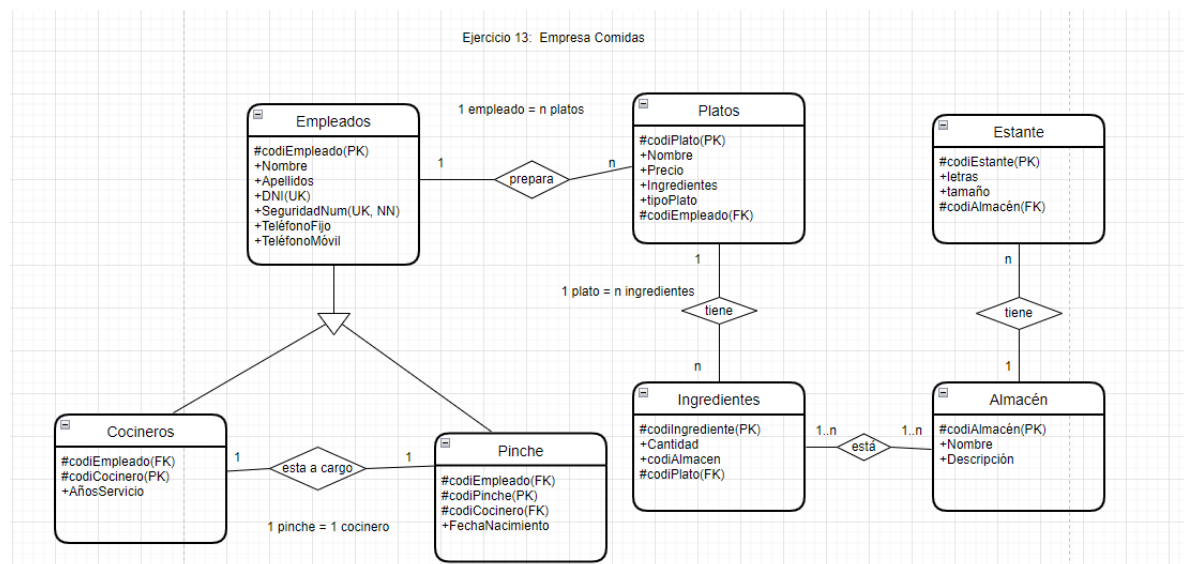 Ejercicio 13:  Empresa Comidas
Empleados
#codiEmpleado(PK)
+Nombre
+Apellidos
+DNI(UK)
+SeguridadNum(UK, NN)
+TeléfonoFijo
+TeléfonoMóvil
1 empleado = n platos
1
prepara
n
Platos
#codiPlato(PK)
+Nombre
+Precio
+Ingredientes
+tipoPlato
#codiEmpleado(FK)
Estante
#codiEstante(PK)
+letras
+tamaño
#codiAlmacén(FK)
1
1 plato = n ingredientes
tiene
n
n
tiene
1
Cocineros
#codiEmpleado(FK)
#codiCocinero(PK)
+AñosServicio
1
esta a cargo
1
1 pinche = 1 cocinero
Pinche
#codiEmpleado(FK)
#codiPinche(PK)
#codiCocinero(FK)
+FechaNacimiento
Ingredientes
#codiIngrediente(PK)
+Cantidad
+codiAlmacen
#codiPlato(FK)
1..n
está
1..n
Almacén
#codiAlmacén(PK)
+Nombre
+Descripción